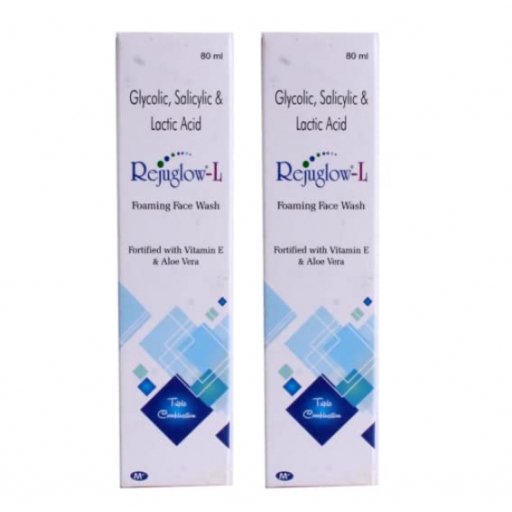 80 ml
Glycolic, Salicylic &
Lactic Acid
Rejuglow®-L
Foaming Face Wash
Fortified with Vitamin E
& Aloe Vera
Triple
Combination
M
80 ml
Glycolic, Salicylic &
Lactic Acid
Rejuglow®-L
Foaming Face Wash
Fortified with Vitamin E
& Aloe Vera
Triple
Combination
M